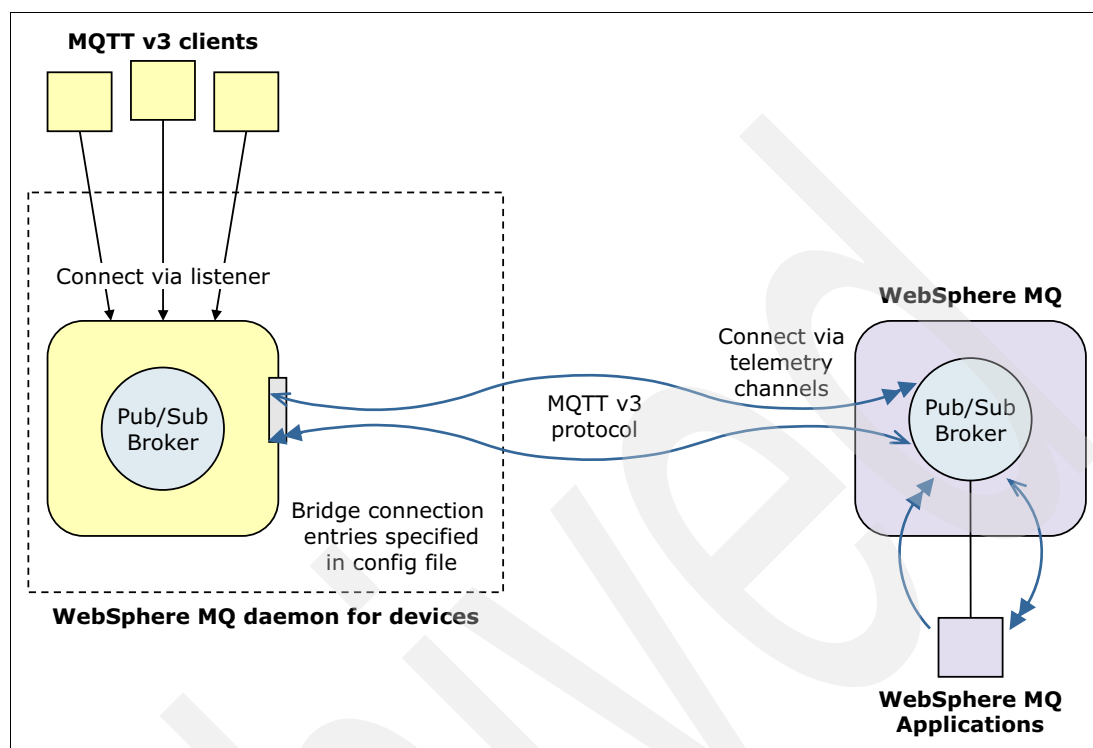 MQTT v3 clients
Connect via listener
Pub/Sub
Broker
Bridge connection
entries specified
in config file
WebSphere MQ daemon for devices
MQTT v3
protocol
Connect via
telemetry
channels
WebSphere MQ
Pub/Sub
Broker
WebSphere MQ
Applications